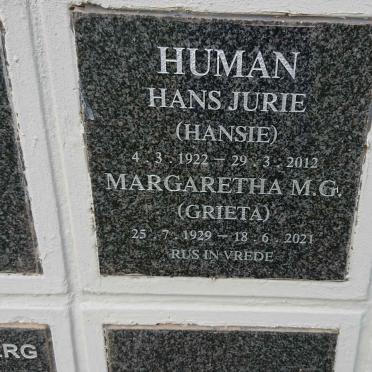 HUMAN
HANS JURIE
(HANSIE)
4 . 3 . 1922 – 29 . 3 . 2012
MARGARETHA M.G.
(GRIETA)
25 . 7 . 1929 – 18 . 6 . 2021
RUS IN VREDE
ERG